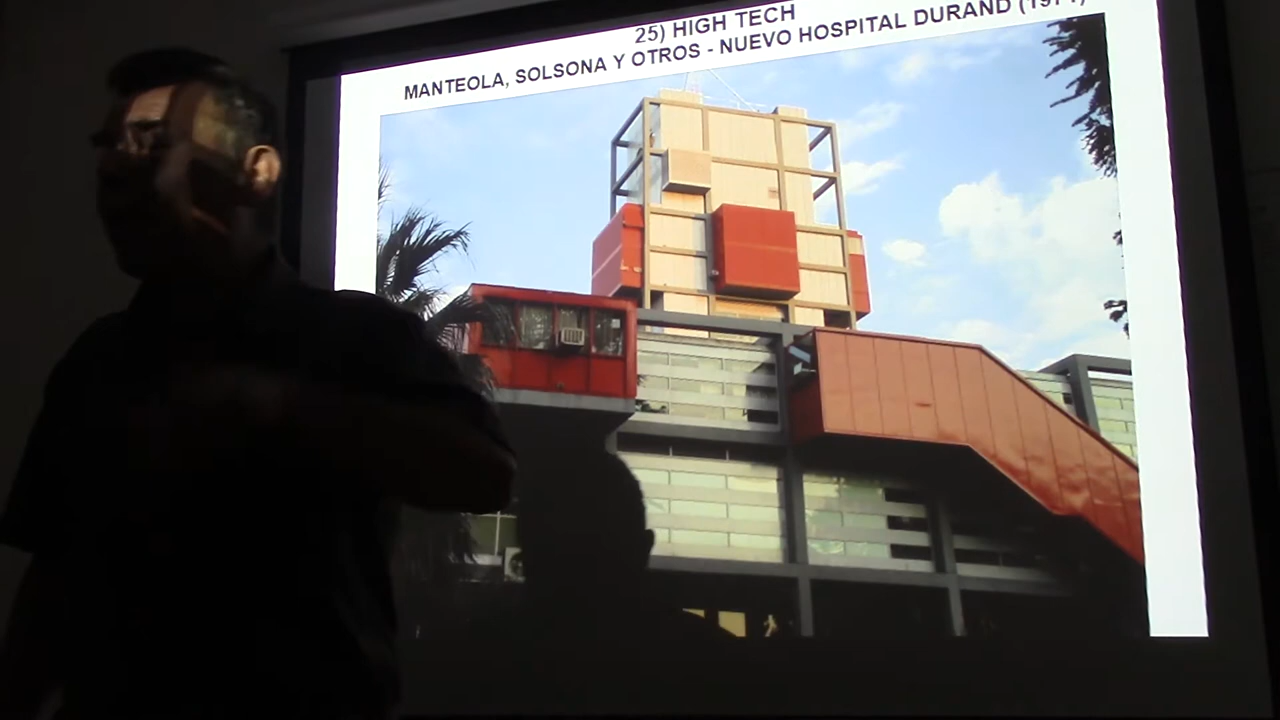 25) HIGH TECH
MANTEOLA, SOLSONA Y OTROS - NUEVO HOSPITAL DURAND